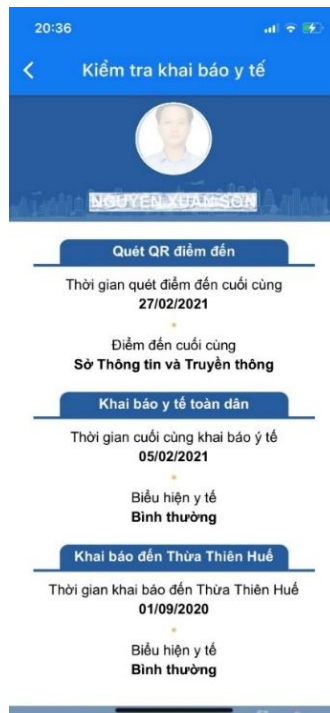 20:36
Kiểm tra khai báo y tế
NGUYỄN XUÂN SƠN
Quét QR điểm đến
Thời gian quét điểm đến cuối cùng
27/02/2021
Điểm đến cuối cùng
Sở Thông tin và Truyền thông
Khai báo y tế toàn dân
Thời gian cuối cùng khai báo ý tế
05/02/2021
Biểu hiện y tế
Bình thường
Khai báo đến Thừa Thiên Huế
Thời gian khai báo đến Thừa Thiên Huế
01/09/2020
Biểu hiện y tế
Bình thường